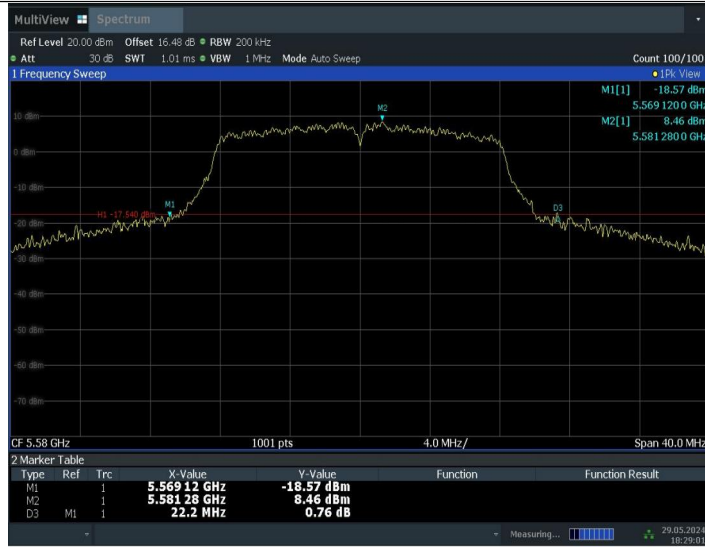 MultiView Spectrum
Ref Level 20.00 dBm Offset 16.48 dB RBW 200 kHz
Att 30 dB SWT 1.01 ms VBW 1 MHz Mode Auto Sweep Count 100/100
1 Frequency Sweep 1Pk View
M1[1] -18.57 dBm
5.5691200 GHz
M2[1] 8.46 dBm
5.5812800 GHz
10 dBm
M2
0 dBm
-10 dBm
M1
D3
H1 -17.540 dBm
-20 dBm
-30 dBm
-40 dBm
-50 dBm
-60 dBm
-70 dBm
CF 5.58 GHz 1001 pts 4.0 MHz/ Span 40.0 MHz
2 Marker Table
Type Ref Trc X-Value Y-Value Function Function Result
M1 1 5.569 12 GHz -18.57 dBm
M2 1 5.581 28 GHz 8.46 dBm
D3 M1 1 22.2 MHz 0.76 dB
Measuring... 29.05.2024
18:29:01